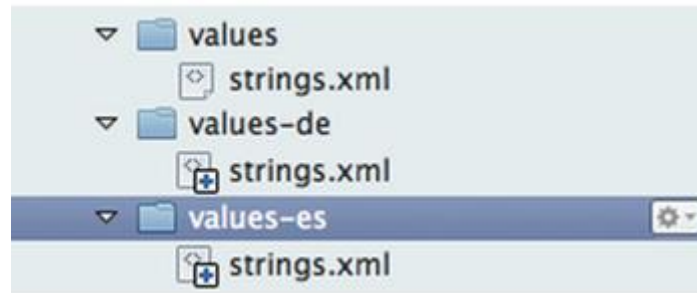 values
strings.xml
values-de
strings.xml
values-es
strings.xml